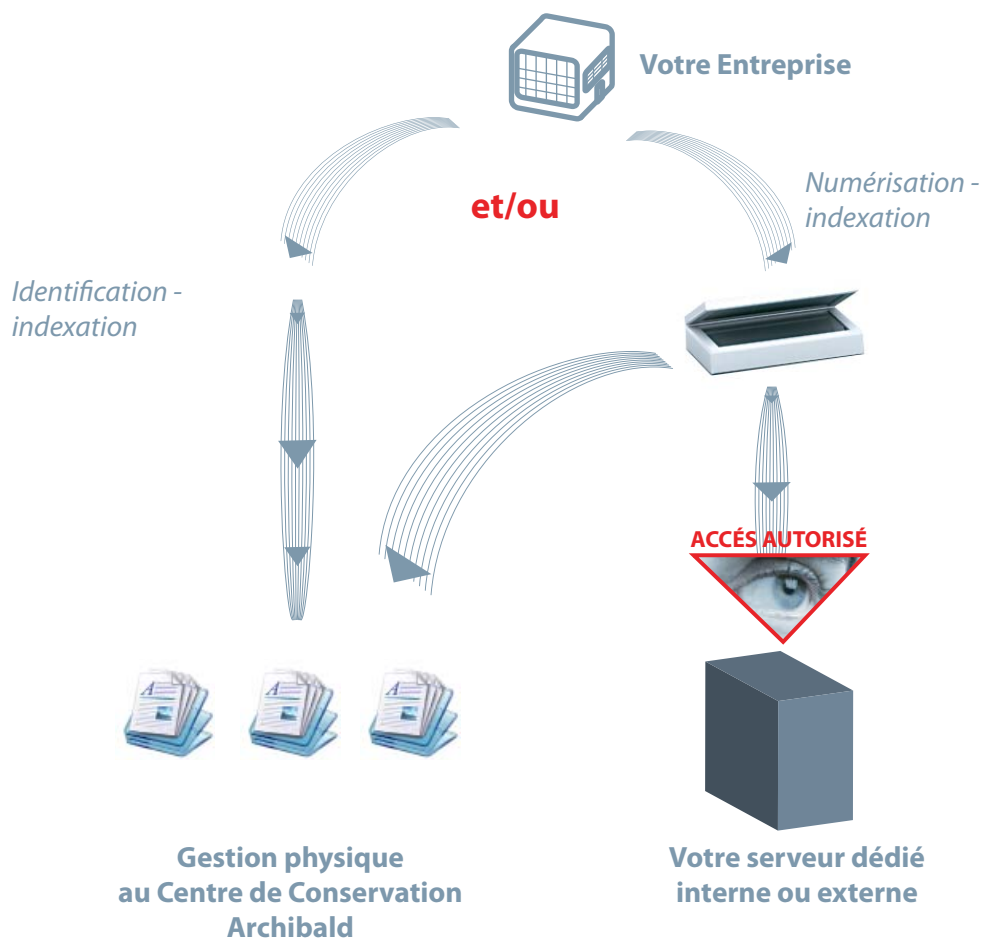 Votre Entreprise
et/ou
Numérisation -
indexation
Identification -
indexation
ACCÉS AUTORISÉ
Gestion physique
au Centre de Conservation
Archibald
Votre serveur dédié
interne ou externe